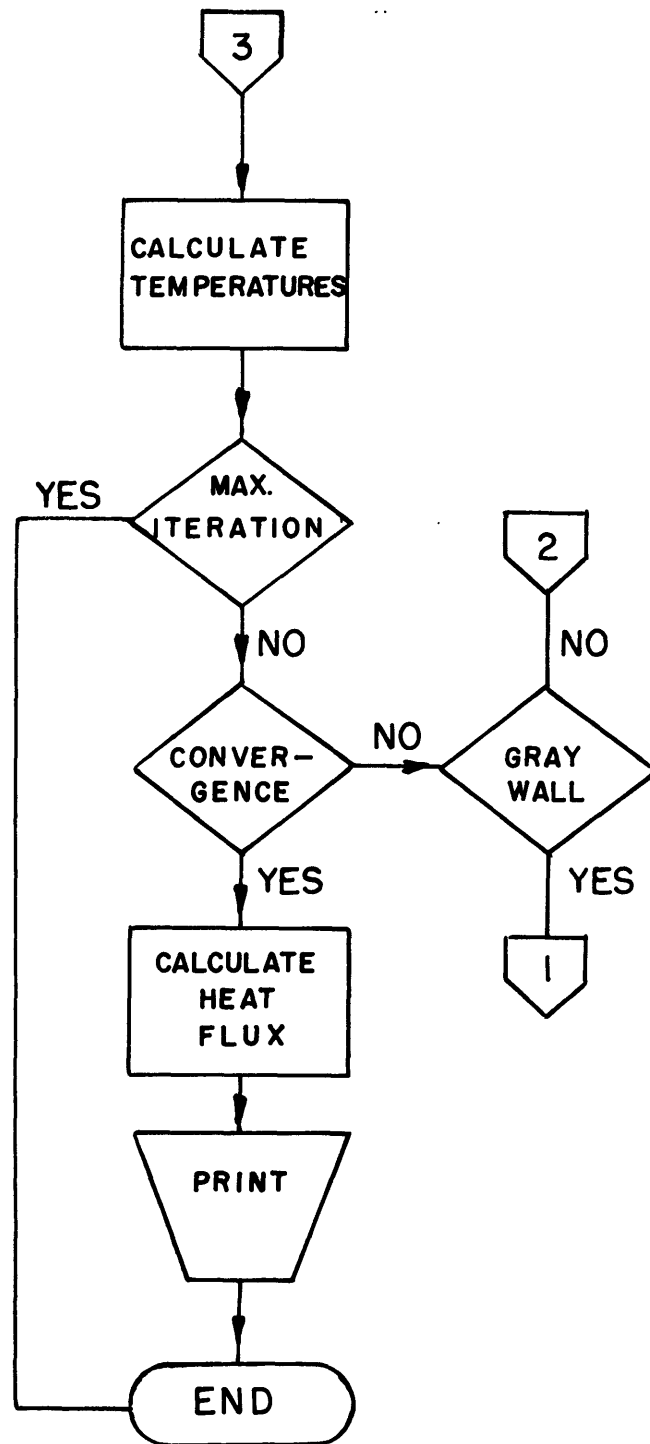 3
CALCULATE
TEMPERATURES
YES
MAX.
ITERATION
2
NO
NO
CONVER-
GENCE
NO
GRAY
WALL
YES
YES
CALCULATE
HEAT
FLUX
1
PRINT
END